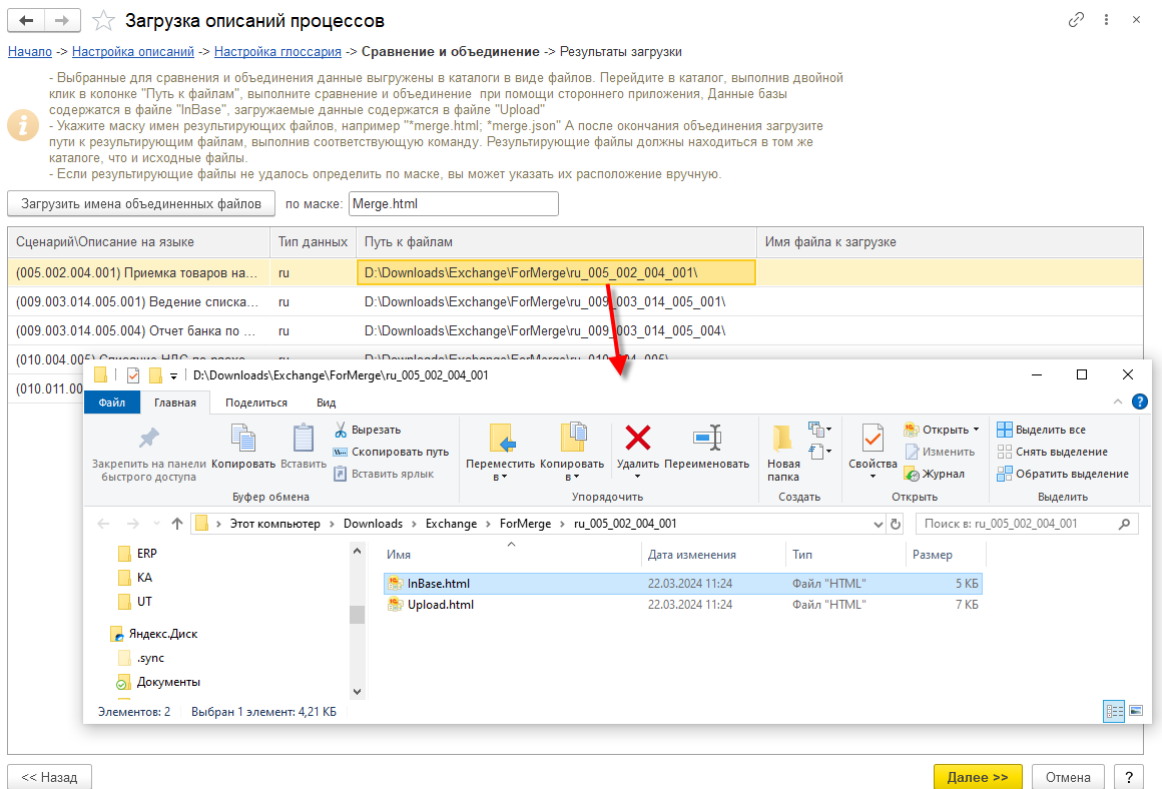 Загрузка описаний процессов
Начало -> Настройка описаний -> Настройка глоссария -> Сравнение и объединение -> Результаты загрузки
- Выбранные для сравнения и объединения данные выгружены в каталоги в виде файлов. Перейдите в каталог, выполнив двойной
клик в колонке "Путь к файлам", выполните сравнение и объединение при помощи стороннего приложения, Данные базы
содержатся в файле "InBase", загружаемые данные содержатся в файле "Upload"
- Укажите маску имен результирующих файлов, например "*merge.html; *merge.json" А после окончания объединения загрузите
пути к результирующим файлам, выполнив соответствующую команду. Результирующие файлы должны находиться в том же
каталоге, что и исходные файлы.
- Если результирующие файлы не удалось определить по маске, вы может указать их расположение вручную.
Загрузить имена объединенных файлов по маске: Merge.html
Сценарий\Описание на языке Тип данных Путь к файлам Имя файла к загрузке
(005.002.004.001) Приемка товаров на... ru D:\Downloads\Exchange\ForMerge\ru_005_002_004_001\
(009.003.014.005.001) Ведение списка... ru D:\Downloads\Exchange\ForMerge\ru_009_003_014_005_001\
(009.003.014.005.004) Отчет банка по ... ru D:\Downloads\Exchange\ForMerge\ru_009_003_014_005_004\
(010.004.005) Списание НДС по
(010.011.00
D:\Downloads\Exchange\ForMerge\ru_005_002_004_001
Файл Главная Поделиться Вид
Закрепить на панели быстрого доступа
Копировать
Вставить
Вырезать
Скопировать путь
Вставить ярлык
Буфер обмена
Переместить в
Копировать в
Удалить
Переименовать
Упорядочить
Новая папка
Создать
Свойства
Открыть
Изменить
Журнал
Открыть
Выделить все
Снять выделение
Обратить выделение
Выделить
Этот компьютер › Downloads › Exchange › ForMerge › ru_005_002_004_001
Поиск в: ru_005_002_004_001
ERP
KA
UT
Яндекс.Диск
.sync
Документы
Имя Дата изменения Тип Размер
InBase.html 22.03.2024 11:24 Файл "HTML" 5 КБ
Upload.html 22.03.2024 11:24 Файл "HTML" 7 КБ
Элементов: 2 Выбран 1 элемент: 4,21 КБ
<< Назад
Далее >>
Отмена
?